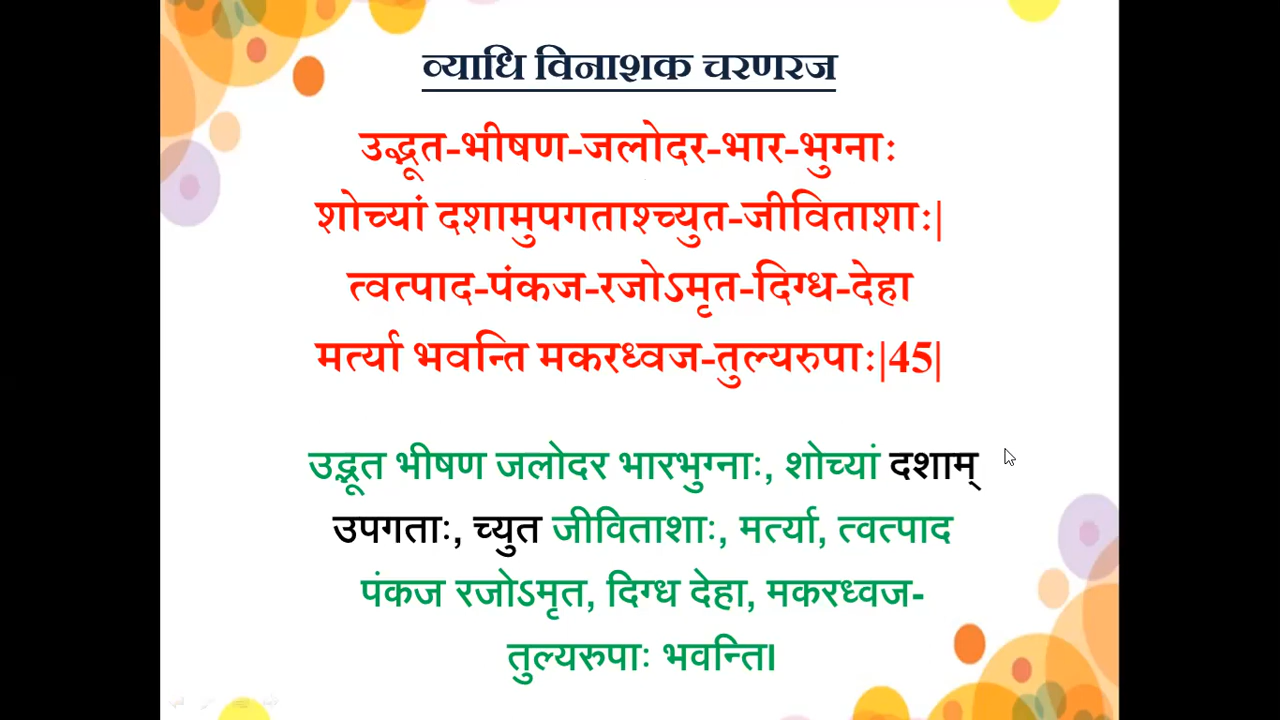 व्याधि विनाशक चरणरज
उद्भूत-भीषण-जलोदर-भार-भुग्नाः
शोच्यां दशामुपगताश्च्युत-जीविताशाः|
त्वत्पाद-पंकज-रजोऽमृत-दिग्ध-देहा
मर्त्या भवन्ति मकरध्वज-तुल्यरुपाः|45|
उद्भूत भीषण जलोदर भारभुग्नाः, शोच्यां दशाम्
उपगताः, च्युत जीविताशाः, मर्त्या, त्वत्पाद
पंकज रजोऽमृत, दिग्ध देहा, मकरध्वज-
तुल्यरुपाः भवन्ति।